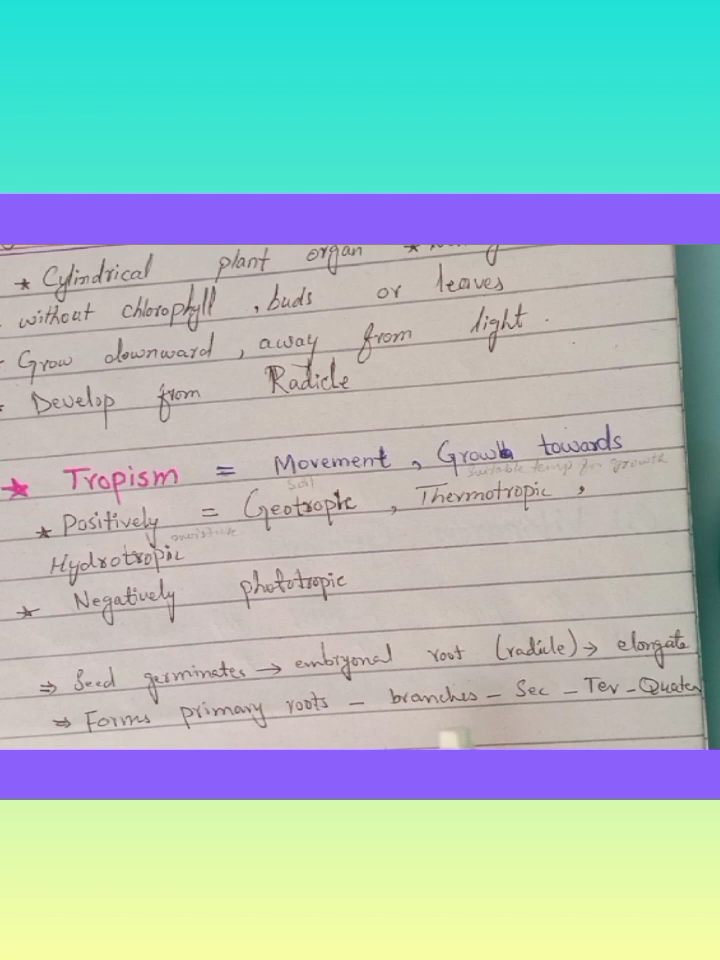 * Cylindrical plant organ *
without chlorophyll , buds or leaves
Grow downward , away from light .
Develop from Radicle
* Tropism = Movement , Growth towards
soil suitable temp for growth
* Positively = Geotropic , Thermotropic ,
moisture
Hydrotropic
* Negatively phototropic
⇒ Seed germinates → embryonal root (radicle) → elongate
⇒ Forms primary roots - branches - Sec - Ter - Quater